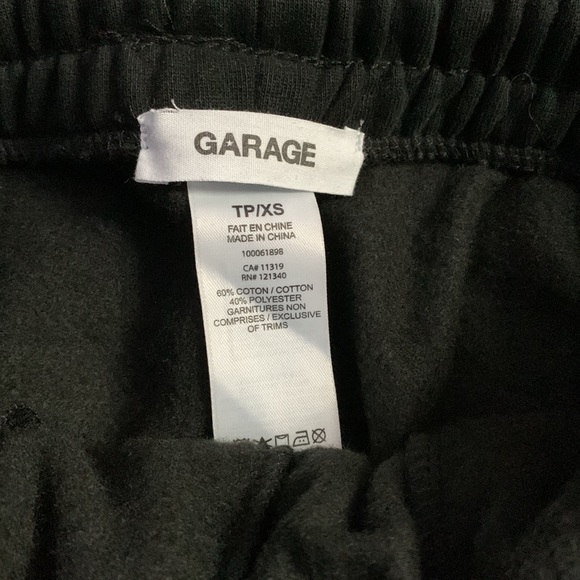 GARAGE
TP/XS
FAIT EN CHINE
MADE IN CHINA
100061898
CA# 11319
RN# 121340
60% COTON / COTTON
40% POLYESTER
GARNITURES NON
COMPRISES / EXCLUSIVE
OF TRIMS